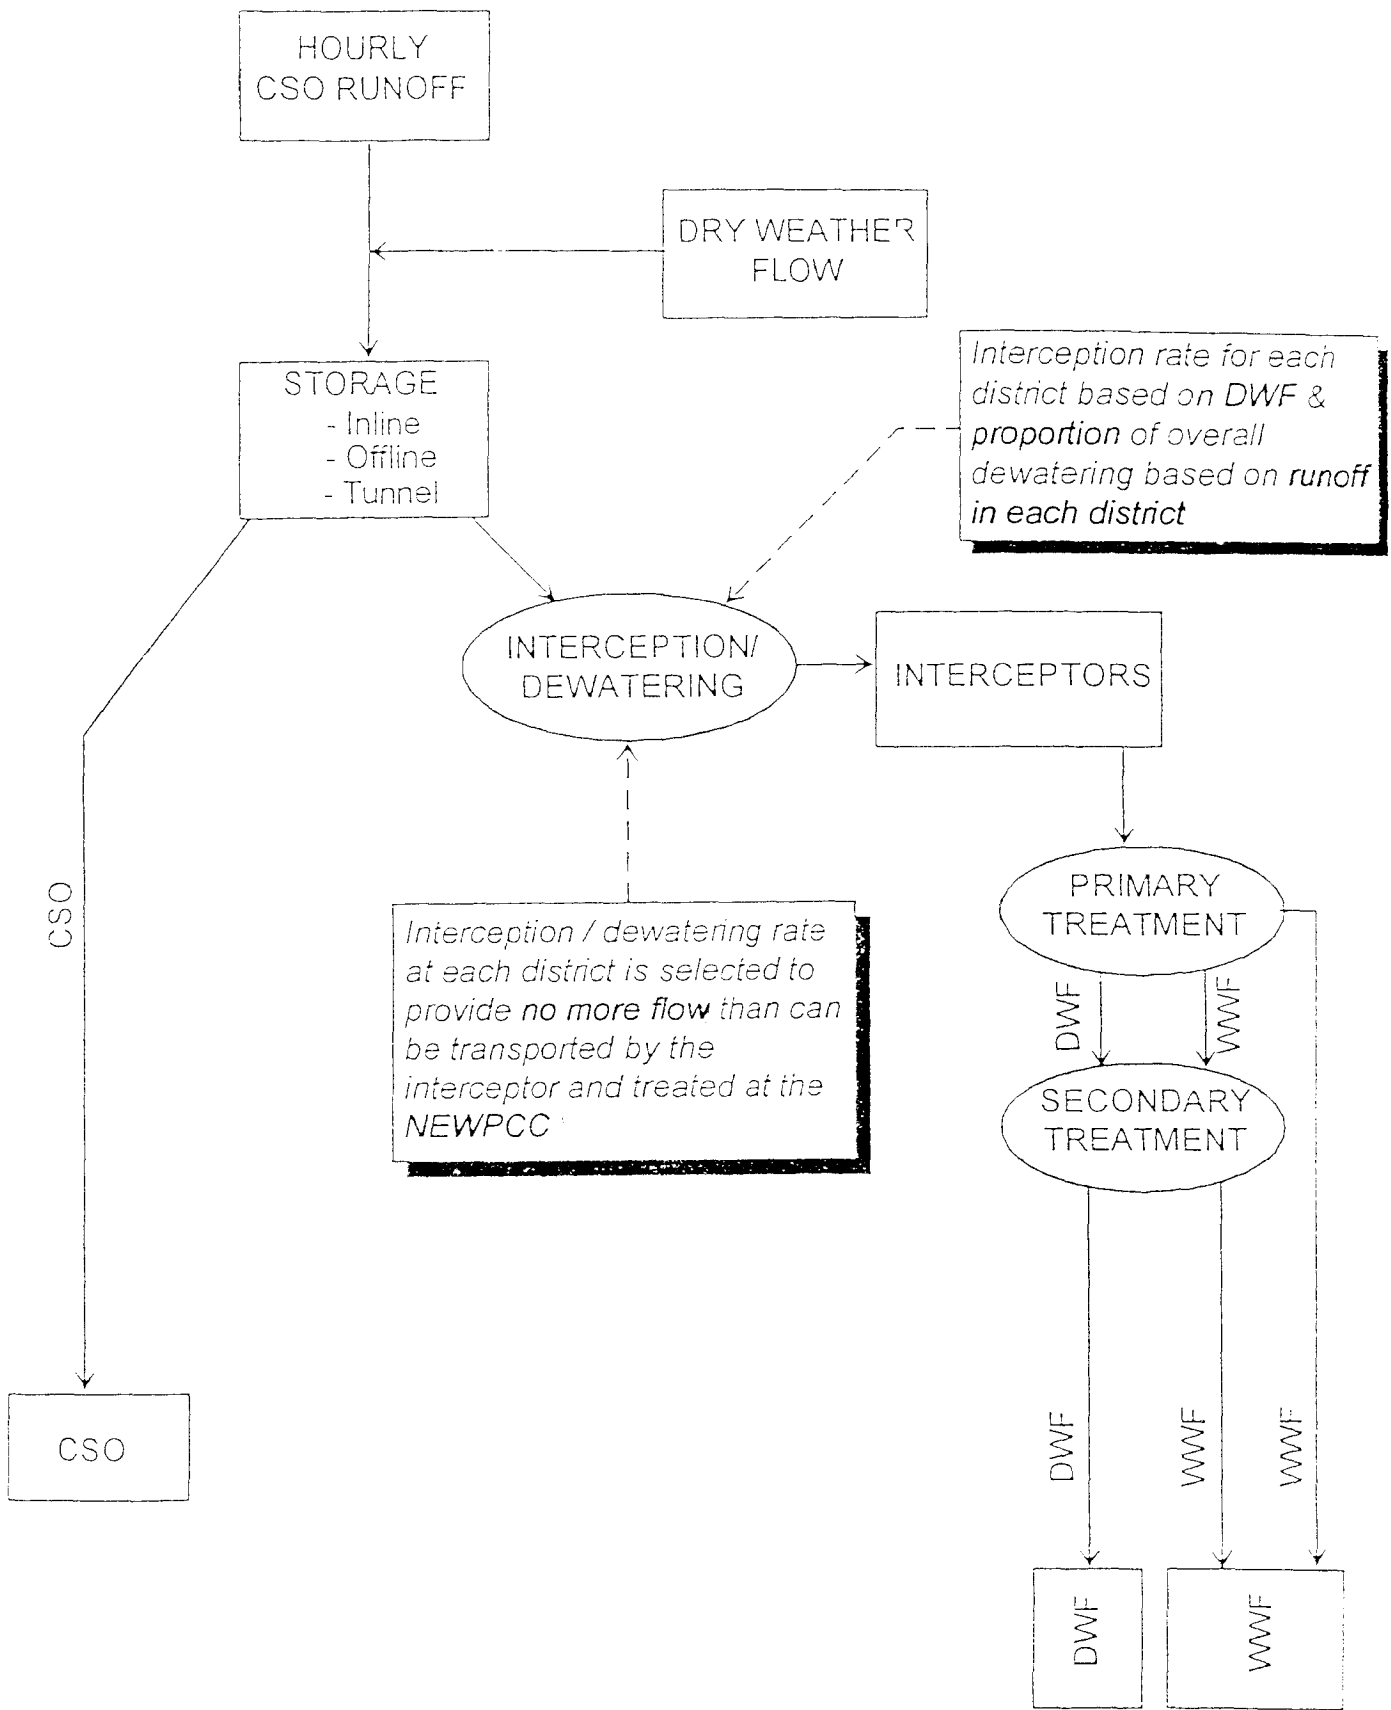 HOURLY
CSO RUNOFF
DRY WEATHER
FLOW
STORAGE
- Inline
- Offline
- Tunnel
Interception rate for each
district based on DWF &
proportion of overall
dewatering based on runoff
in each district
INTERCEPTION/
DEWATERING
INTERCEPTORS
PRIMARY
TREATMENT
CSO
Interception / dewatering rate
at each district is selected to
provide no more flow than can
be transported by the
interceptor and treated at the
NEWPCC
DWF
WWF
SECONDARY
TREATMENT
DWF
WWF
WWF
CSO
DWF
WWF